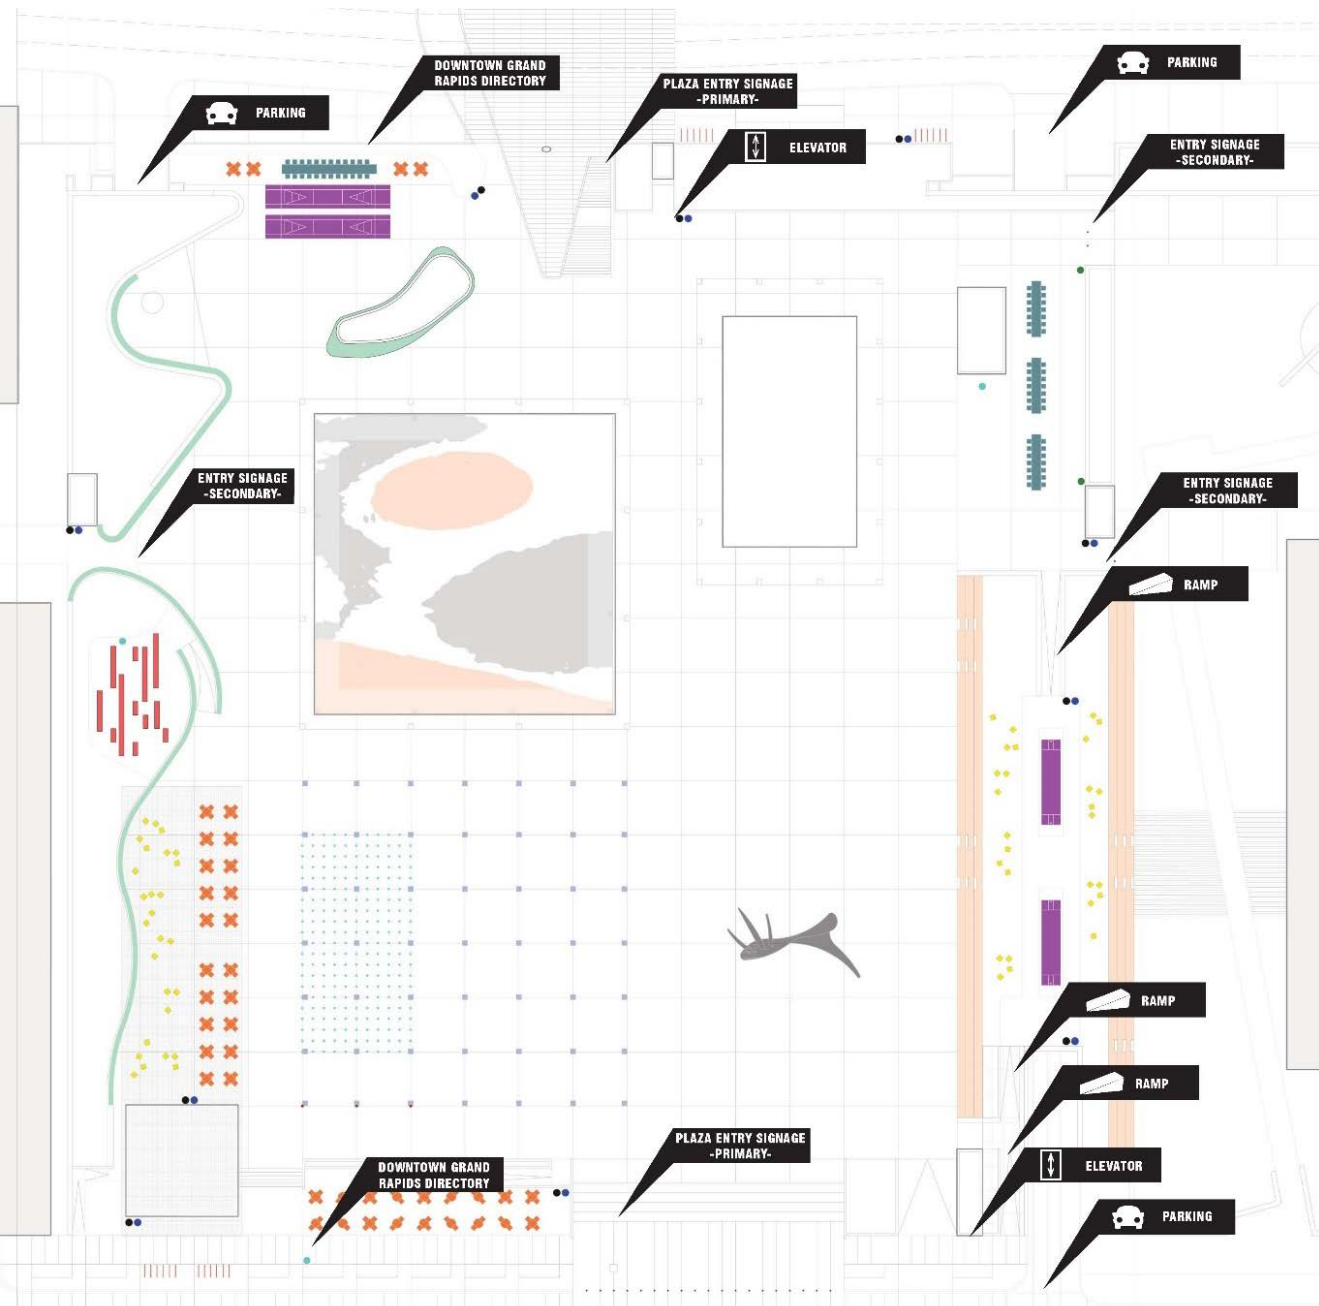 PARKING
DOWNTOWN GRAND
RAPIDS DIRECTORY
PARKING
PLAZA ENTRY SIGNAGE
-PRIMARY-
ELEVATOR
ENTRY SIGNAGE
-SECONDARY-
ENTRY SIGNAGE
-SECONDARY-
ENTRY SIGNAGE
-SECONDARY-
RAMP
RAMP
RAMP
PLAZA ENTRY SIGNAGE
-PRIMARY-
DOWNTOWN GRAND
RAPIDS DIRECTORY
ELEVATOR
PARKING